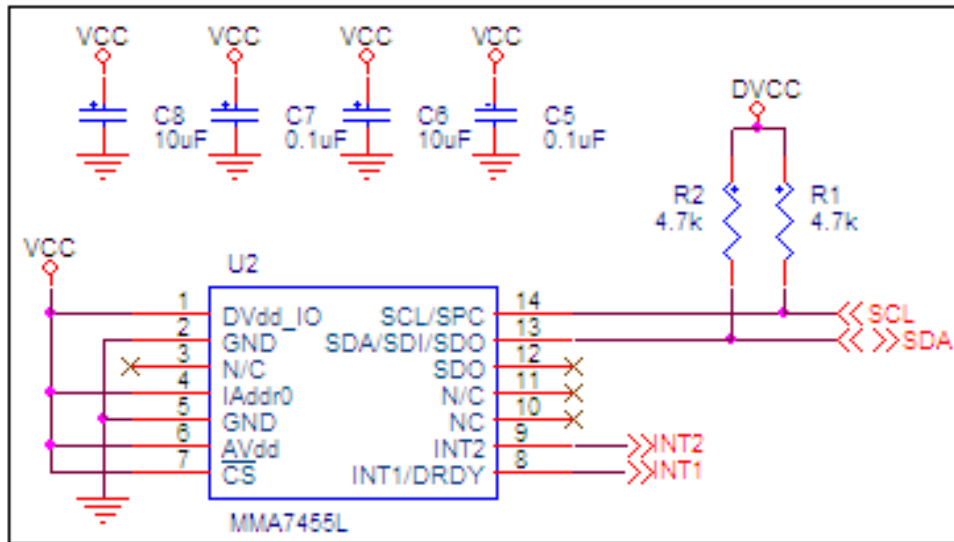 VCC VCC VCC VCC
C8 C7 C6 C5
10uF 0.1uF 10uF 0.1uF
DVCC
R2 R1
4.7k 4.7k
VCC
U2
1 DVdd_IO SCL/SPC 14 SCL
2 GND SDA/SDI/SDO 13 SDA
3 N/C SDO 12
4 IAddr0 N/C 11
5 GND NC 10
6 AVdd INT2 9 INT2
7 CS INT1/DRDY 8 INT1
MMA7455L